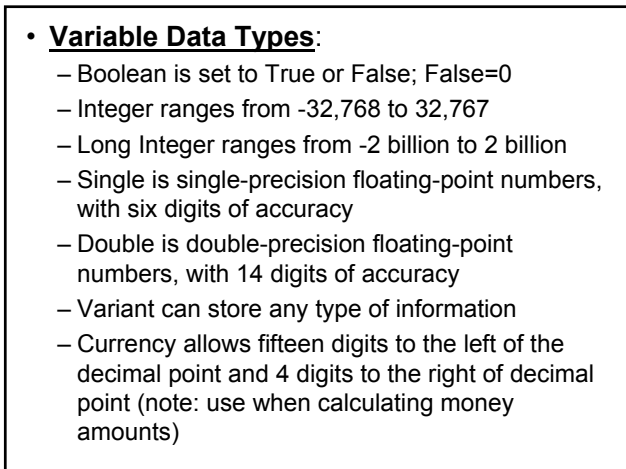 • Variable Data Types:
– Boolean is set to True or False; False=0
– Integer ranges from -32,768 to 32,767
– Long Integer ranges from -2 billion to 2 billion
– Single is single-precision floating-point numbers,
with six digits of accuracy
– Double is double-precision floating-point
numbers, with 14 digits of accuracy
– Variant can store any type of information
– Currency allows fifteen digits to the left of the
decimal point and 4 digits to the right of decimal
point (note: use when calculating money
amounts)